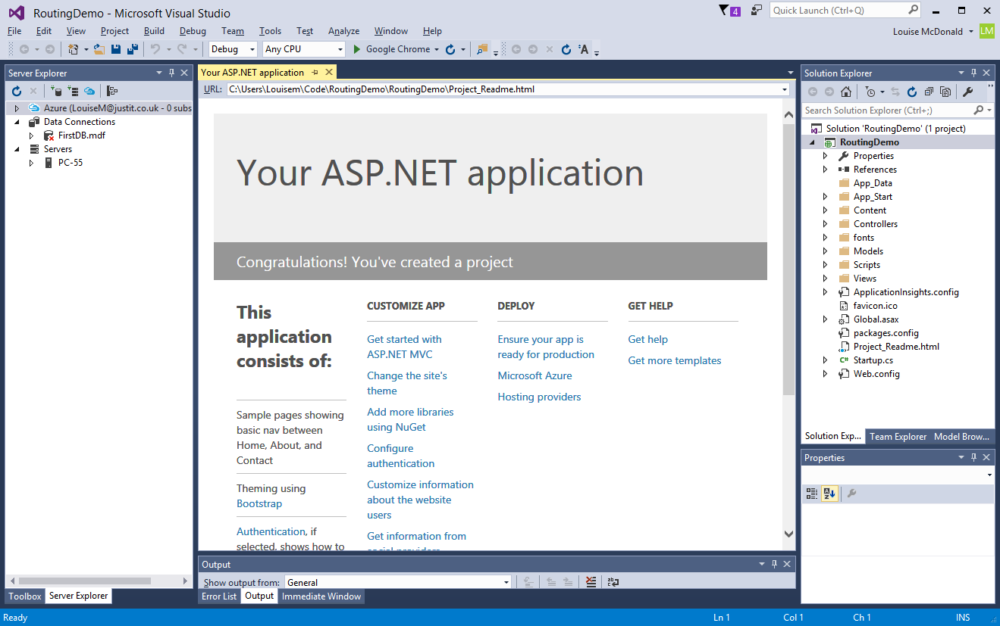 RoutingDemo - Microsoft Visual Studio
4
Quick Launch (Ctrl+Q)
File Edit View Project Build Debug Team Tools Test Analyze Window Help
Louise McDonald LM
Debug Any CPU Google Chrome
Server Explorer
Azure (LouiseM@justit.co.uk - 0 subs
Data Connections
FirstDB.mdf
Servers
PC-55
Toolbox Server Explorer
Your ASP.NET application
URL: C:\Users\Louisem\Code\RoutingDemo\RoutingDemo\Project_Readme.html
Your ASP.NET application
Congratulations! You've created a project
This
application
consists of:
Sample pages showing
basic nav between
Home, About, and
Contact
Theming using
Bootstrap
Authentication, if
selected, shows how to
CUSTOMIZE APP
Get started with
ASP.NET MVC
Change the site's
theme
Add more libraries
using NuGet
Configure
authentication
Customize information
about the website
users
Get information from
social providers
DEPLOY
Ensure your app is
ready for production
Microsoft Azure
Hosting providers
GET HELP
Get help
Get more templates
Output
Show output from: General
Error List Output Immediate Window
Solution Explorer
Search Solution Explorer (Ctrl+;)
Solution 'RoutingDemo' (1 project)
RoutingDemo
Properties
References
App_Data
App_Start
Content
Controllers
fonts
Models
Scripts
Views
ApplicationInsights.config
favicon.ico
Global.asax
packages.config
Project_Readme.html
Startup.cs
Web.config
Solution Exp... Team Explorer Model Brow...
Properties
Ready Ln 1 Col 1 Ch 1 INS